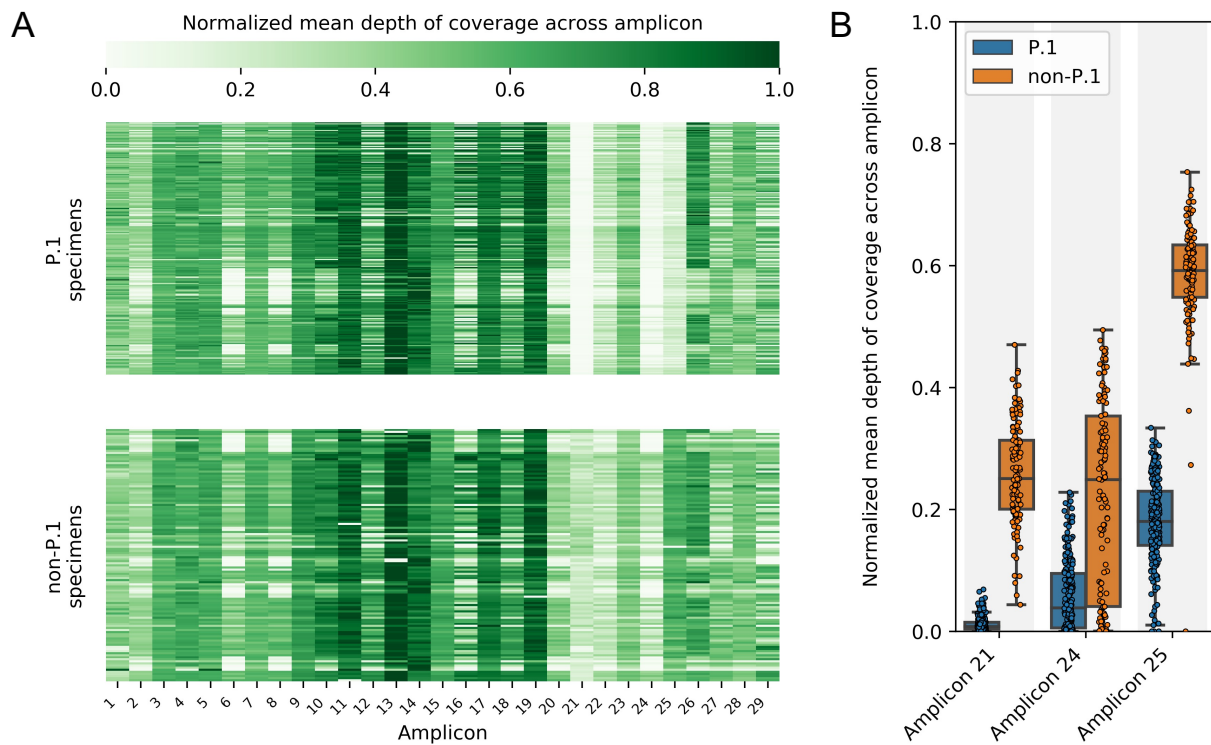 A
Normalized mean depth of coverage across amplicon
0.0 0.2 0.4 0.6 0.8 1.0
P.1
specimens
non-P.1
specimens
1 2 3 4 5 6 7 8 9 10 11 12 13 14 15 16 17 18 19 20 21 22 23 24 25 26 27 28 29
Amplicon
B
Normalized mean depth of coverage across amplicon
1.0
0.8
0.6
0.4
0.2
0.0
P.1
non-P.1
Amplicon 21
Amplicon 24
Amplicon 25